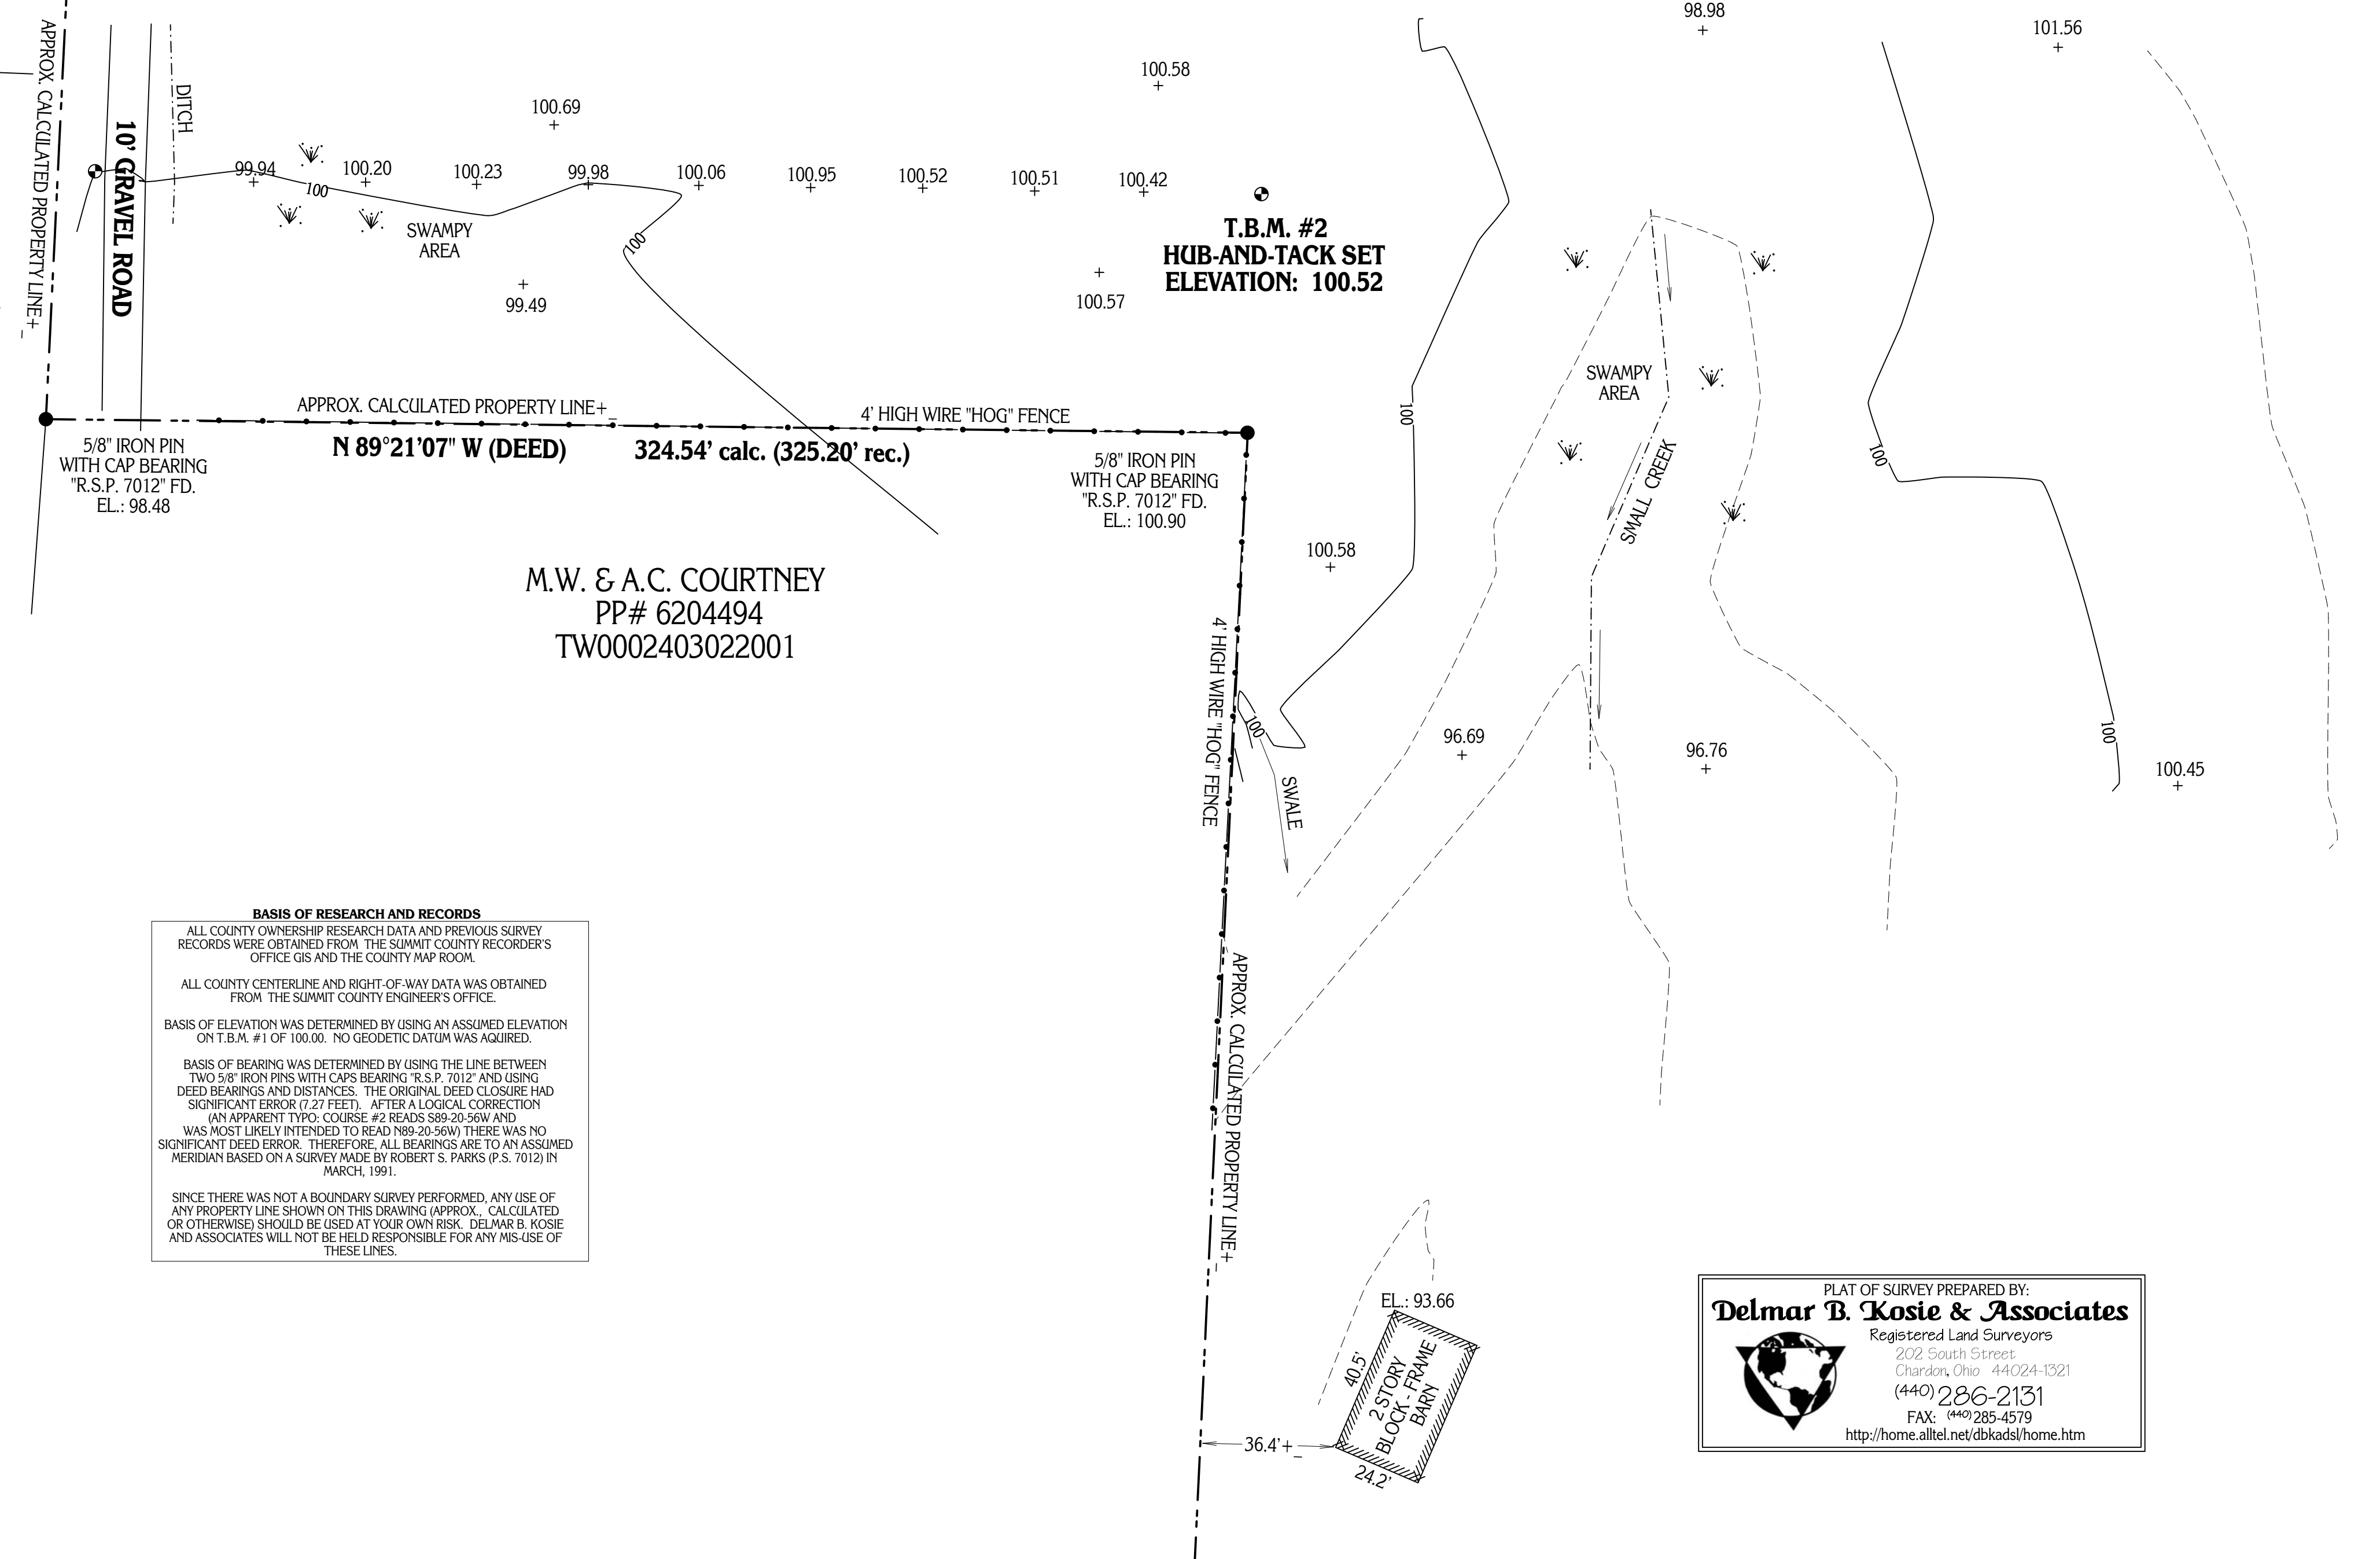 98.98
101.56
100.58
100.69
APPROX. CALCULATED PROPERTY LINE+_
10' GRAVEL ROAD
DITCH
99.94
100.20
100.23
99.98
100.06
100.95
100.52
100.51
100.42
100
SWAMPY
AREA
100
99.49
100.57
T.B.M. #2
HUB-AND-TACK SET
ELEVATION: 100.52
SWAMPY
AREA
100
100
SMALL CREEK
APPROX. CALCULATED PROPERTY LINE+_
4' HIGH WIRE "HOG" FENCE
N 89°21'07" W (DEED)
324.54' calc. (325.20' rec.)
5/8" IRON PIN
WITH CAP BEARING
"R.S.P. 7012" FD.
EL.: 98.48
5/8" IRON PIN
WITH CAP BEARING
"R.S.P. 7012" FD.
EL.: 100.90
100.58
M.W. & A.C. COURTNEY
PP# 6204494
TW0002403022001
4' HIGH WIRE "HOG" FENCE
100
SWALE
96.69
96.76
100
100.45
BASIS OF RESEARCH AND RECORDS
ALL COUNTY OWNERSHIP RESEARCH DATA AND PREVIOUS SURVEY
RECORDS WERE OBTAINED FROM THE SUMMIT COUNTY RECORDER'S
OFFICE GIS AND THE COUNTY MAP ROOM.
ALL COUNTY CENTERLINE AND RIGHT-OF-WAY DATA WAS OBTAINED
FROM THE SUMMIT COUNTY ENGINEER'S OFFICE.
BASIS OF ELEVATION WAS DETERMINED BY USING AN ASSUMED ELEVATION
ON T.B.M. #1 OF 100.00. NO GEODETIC DATUM WAS AQUIRED.
BASIS OF BEARING WAS DETERMINED BY USING THE LINE BETWEEN
TWO 5/8" IRON PINS WITH CAPS BEARING "R.S.P. 7012" AND USING
DEED BEARINGS AND DISTANCES. THE ORIGINAL DEED CLOSURE HAD
SIGNIFICANT ERROR (7.27 FEET). AFTER A LOGICAL CORRECTION
(AN APPARENT TYPO: COURSE #2 READS S89-20-56W AND
WAS MOST LIKELY INTENDED TO READ N89-20-56W) THERE WAS NO
SIGNIFICANT DEED ERROR. THEREFORE, ALL BEARINGS ARE TO AN ASSUMED
MERIDIAN BASED ON A SURVEY MADE BY ROBERT S. PARKS (P.S. 7012) IN
MARCH, 1991.
SINCE THERE WAS NOT A BOUNDARY SURVEY PERFORMED, ANY USE OF
ANY PROPERTY LINE SHOWN ON THIS DRAWING (APPROX., CALCULATED
OR OTHERWISE) SHOULD BE USED AT YOUR OWN RISK. DELMAR B. KOSIE
AND ASSOCIATES WILL NOT BE HELD RESPONSIBLE FOR ANY MIS-USE OF
THESE LINES.
APPROX. CALCULATED PROPERTY LINE+_
EL.: 93.66
40.5'
2 STORY
BLOCK - FRAME
BARN
36.4'+_
24.2'
PLAT OF SURVEY PREPARED BY:
Delmar B. Kosie & Associates
Registered Land Surveyors
202 South Street
Chardon, Ohio 44024-1321
(440) 286-2131
FAX: (440) 285-4579
http://home.alltel.net/dbkadsl/home.htm